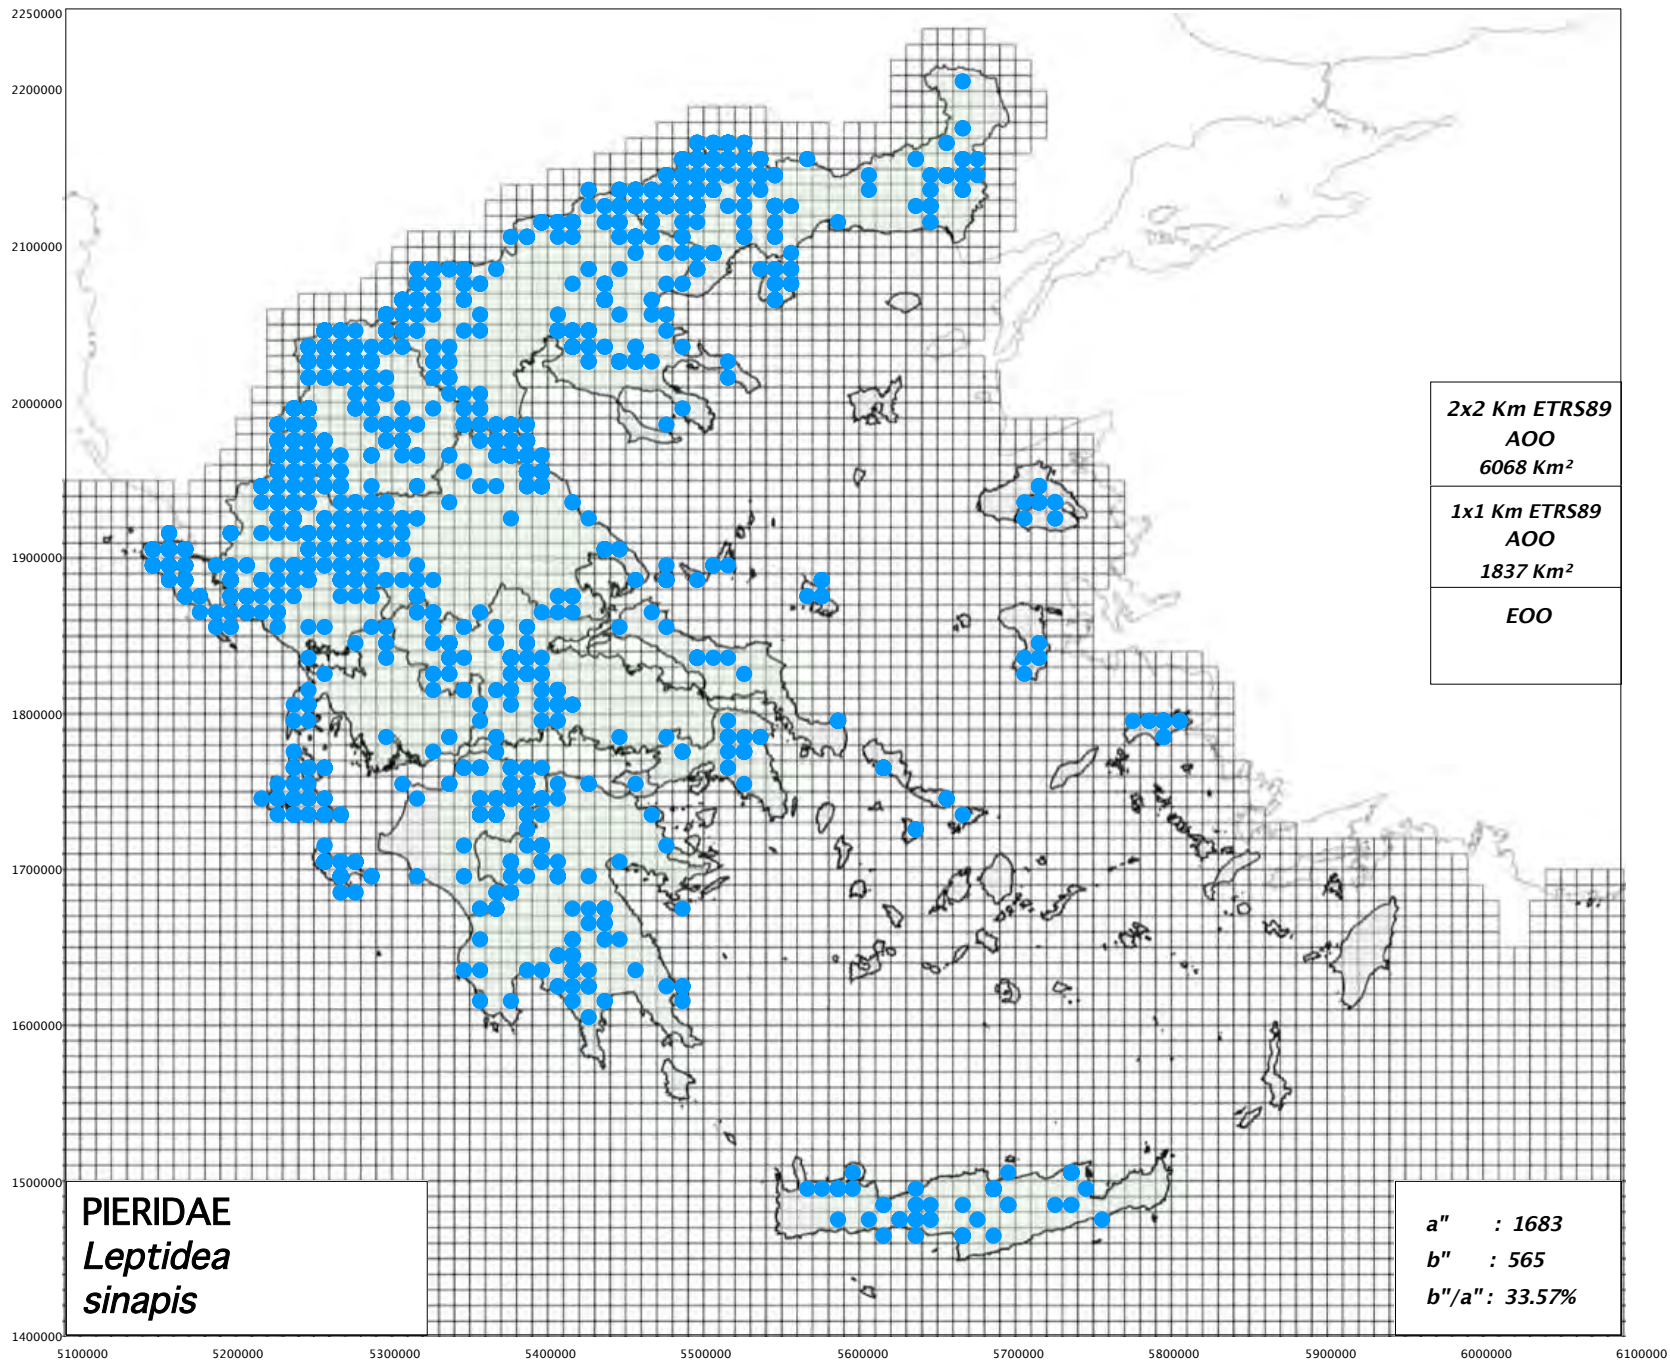 2250000
2200000
2100000
2000000
1900000
1800000
1700000
1600000
1500000
1400000
2x2 Km ETRS89
AOO
6068 Km²
1x1 Km ETRS89
AOO
1837 Km²
EOO
PIERIDAE
Leptidea
sinapis
a" : 1683
b" : 565
b"/a" : 33.57%
5100000 5200000 5300000 5400000 5500000 5600000 5700000 5800000 5900000 6000000 6100000